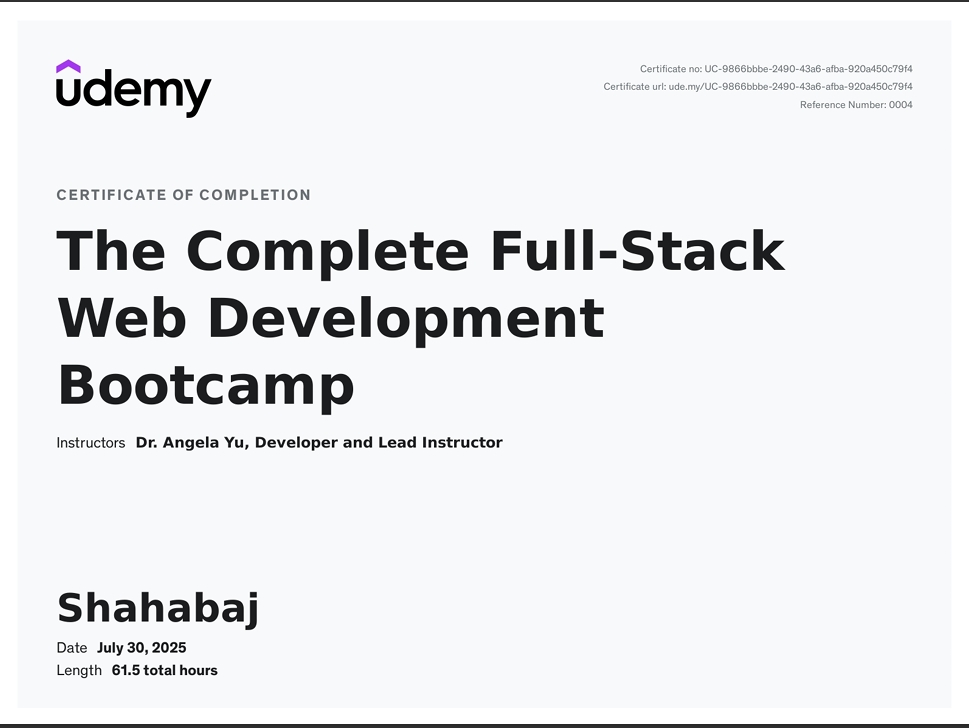 udemy
Certificate no: UC-9866bbbe-2490-43a6-afba-920a450c79f4
Certificate url: ude.my/UC-9866bbbe-2490-43a6-afba-920a450c79f4
Reference Number: 0004
CERTIFICATE OF COMPLETION
The Complete Full-Stack
Web Development
Bootcamp
Instructors Dr. Angela Yu, Developer and Lead Instructor
Shahabaj
Date July 30, 2025
Length 61.5 total hours